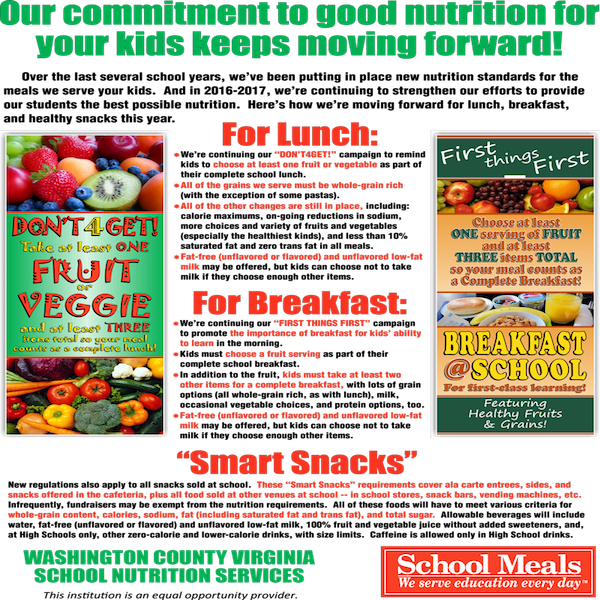 Our commitment to good nutrition for
your kids keeps moving forward!
Over the last several school years, we've been putting in place new nutrition standards for the
meals we serve your kids. And in 2016-2017, we're continuing to strengthen our efforts to provide
our students the best possible nutrition. Here's how we're moving forward for lunch, breakfast,
and healthy snacks this year.
DON'T 4 GET!
Take at least ONE
FRUIT
or
VEGGIE
and at least THREE
items total so your meal
counts as a complete lunch!
For Lunch:
*We're continuing our "DON'T4GET!" campaign to remind
kids to choose at least one fruit or vegetable as part of
their complete school lunch.
*All of the grains we serve must be whole-grain rich
(with the exception of some pastas).
*All of the other changes are still in place, including:
calorie maximums, on-going reductions in sodium,
more choices and variety of fruits and vegetables
(especially the healthiest kinds), and less than 10%
saturated fat and zero trans fat in all meals.
*Fat-free (unflavored or flavored) and unflavored low-fat
milk may be offered, but kids can choose not to take
milk if they choose enough other items.
For Breakfast:
*We're continuing our "FIRST THINGS FIRST" campaign
to promote the importance of breakfast for kids' ability
to learn in the morning.
*Kids must choose a fruit serving as part of their
complete school breakfast.
*In addition to the fruit, kids must take at least two
other items for a complete breakfast, with lots of grain
options (all whole-grain rich, as with lunch), milk,
occasional vegetable choices, and protein options, too.
*Fat-free (unflavored or flavored) and unflavored low-fat
milk may be offered, but kids can choose not to take
milk if they choose enough other items.
First
things
First
Choose at least
ONE serving of FRUIT
and at least
THREE items TOTAL
so your meal counts as
a Complete Breakfast!
BREAKFAST
@SCHOOL
For first-class learning!
Featuring
Healthy Fruits
& Grains!
"Smart Snacks"
New regulations also apply to all snacks sold at school. These "Smart Snacks" requirements cover ala carte entrees, sides, and
snacks offered in the cafeteria, plus all food sold at other venues at school -- in school stores, snack bars, vending machines, etc.
Infrequently, fundraisers may be exempt from the nutrition requirements. All of these foods will have to meet various criteria for
whole-grain content, calories, sodium, fat (including saturated fat and trans fat), and total sugar. Allowable beverages will include
water, fat-free (unflavored or flavored) and unflavored low-fat milk, 100% fruit and vegetable juice without added sweeteners, and,
at High Schools only, other zero-calorie and lower-calorie drinks, with size limits. Caffeine is allowed only in High School drinks.
WASHINGTON COUNTY VIRGINIA
SCHOOL NUTRITION SERVICES
This institution is an equal opportunity provider.
School Meals
We serve education every day™